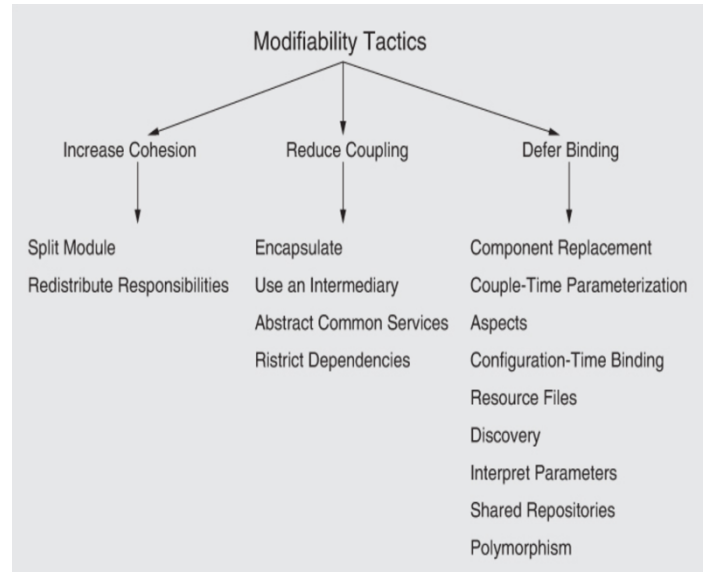 Modifiability Tactics
Increase Cohesion
Reduce Coupling
Defer Binding
Split Module
Redistribute Responsibilities
Encapsulate
Use an Intermediary
Abstract Common Services
Ristrict Dependencies
Component Replacement
Couple-Time Parameterization
Aspects
Configuration-Time Binding
Resource Files
Discovery
Interpret Parameters
Shared Repositories
Polymorphism